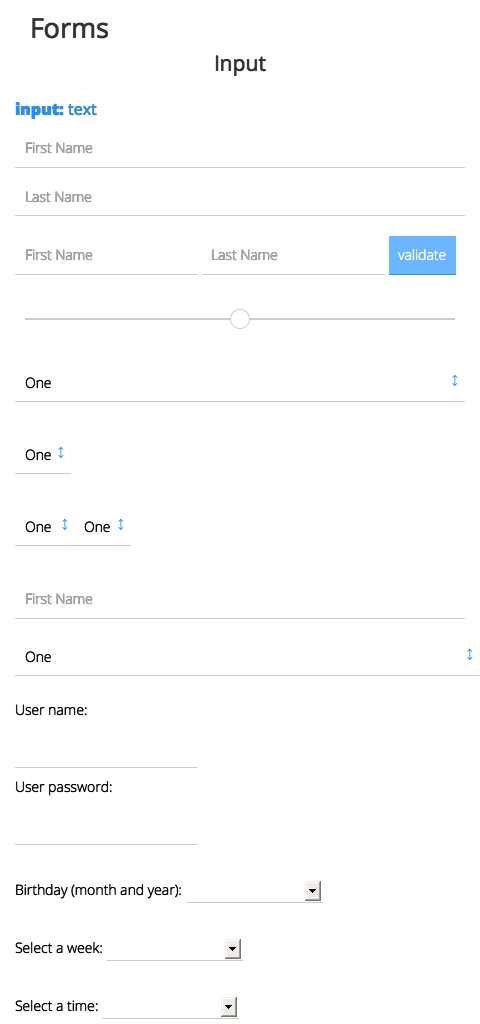 Forms
Input
input: text
First Name
Last Name
First Name Last Name validate
One
One
One One
First Name
One
User name:
User password:
Birthday (month and year):
Select a week:
Select a time: